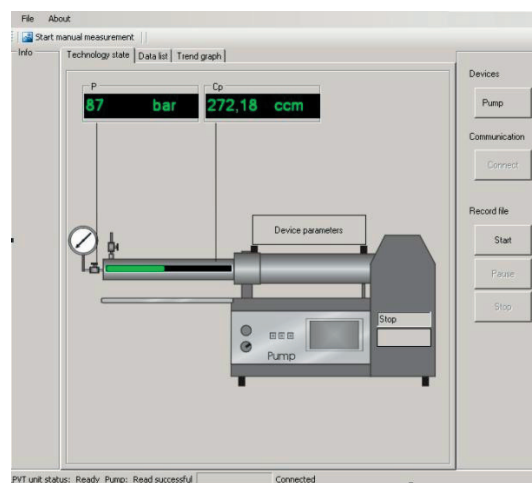 File About
Start manual measurement
Info
Technology state Data list Trend graph
P
87 bar
Cp
272,18 ccm
Device parameters
Stop
Pump
Devices
Pump
Communication
Connect
Record file
Start
Pause
Stop
PVT unit status: Ready Pump: Read successful Connected